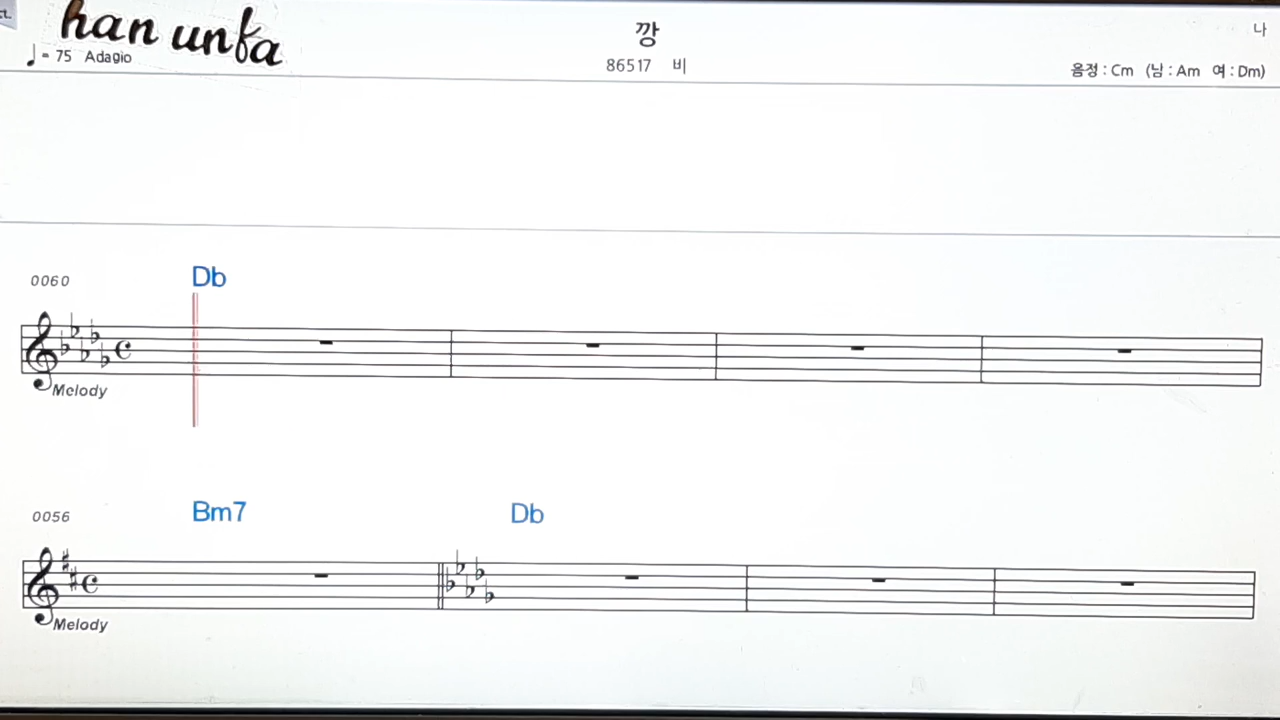 han unfa
깡
나
♩= 75 Adagio
86517 비
음정 : Cm (남 : Am 여 : Dm)
0060
Db
Melody
0056
Bm7 Db
Melody